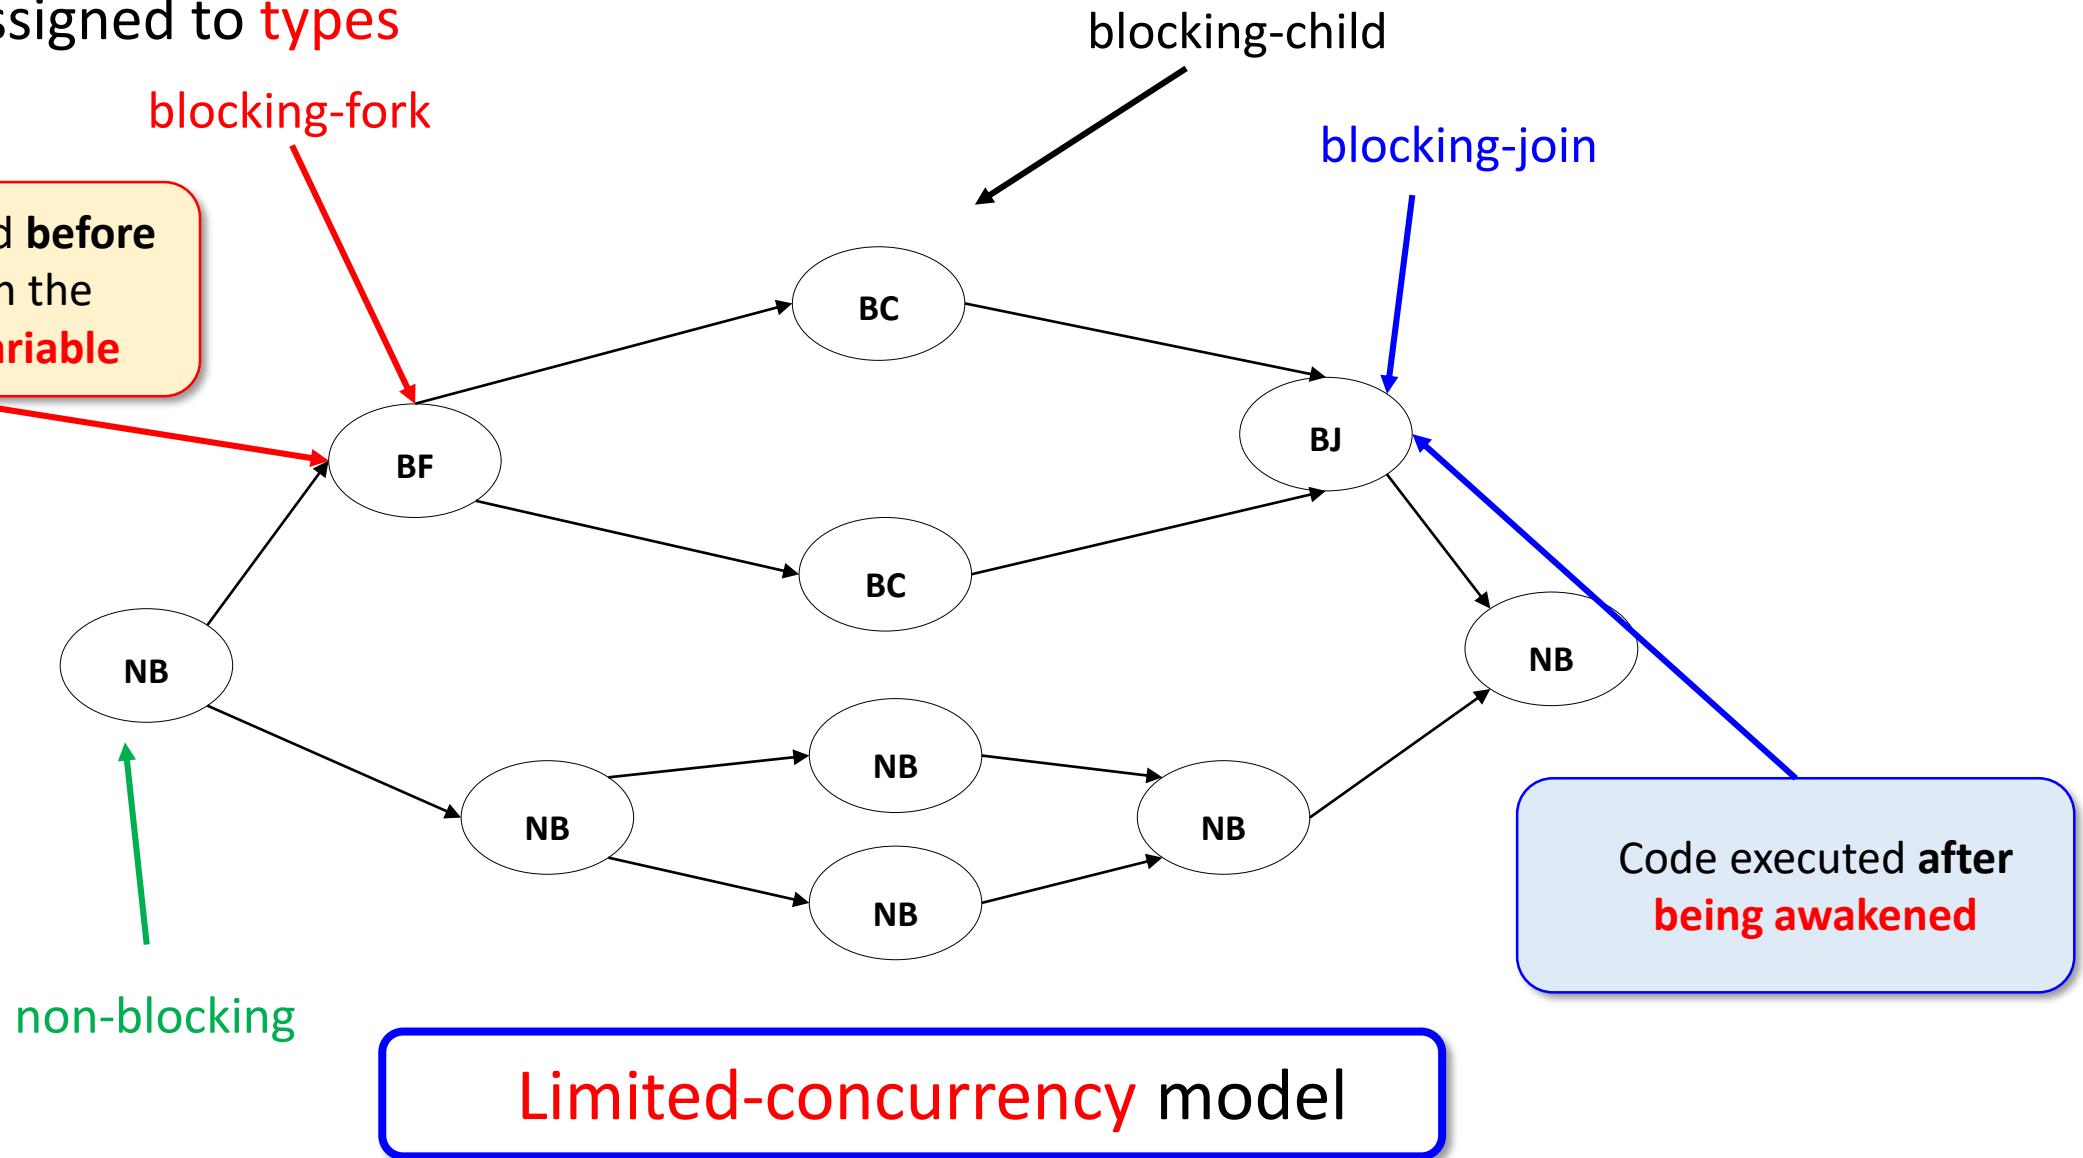 ssigned to types
blocking-child
blocking-fork
blocking-join
d before
n the
ariable
BC
BJ
BF
BC
NB
NB
NB
NB
NB
NB
Code executed after
being awakened
non-blocking
Limited-concurrency model